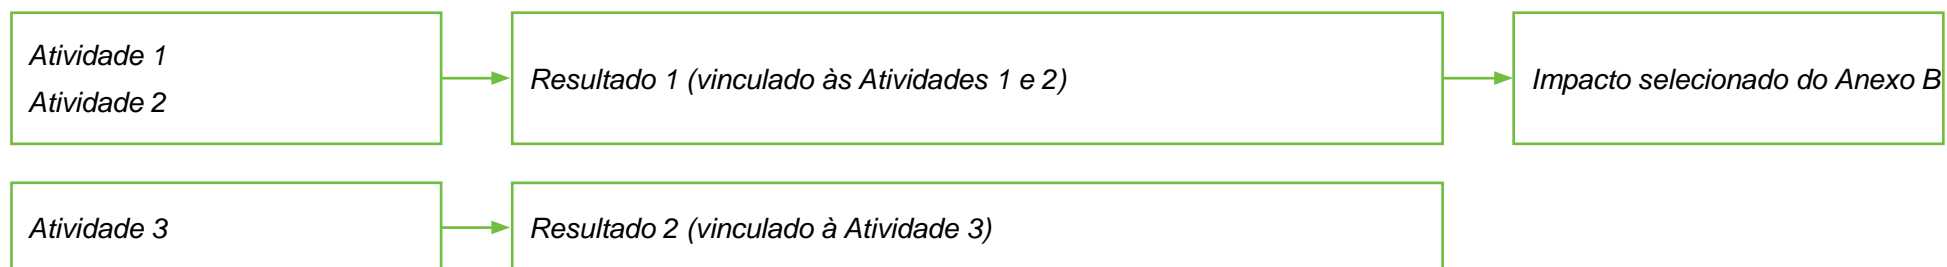 Atividade 1
Atividade 2
Resultado 1 (vinculado às Atividades 1 e 2)
Impacto selecionado do Anexo B
Atividade 3
Resultado 2 (vinculado à Atividade 3)